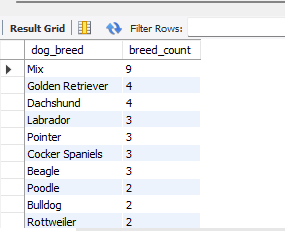 Result Grid Filter Rows:
dog_breed breed_count
Mix 9
Golden Retriever 4
Dachshund 4
Labrador 3
Pointer 3
Cocker Spaniels 3
Beagle 3
Poodle 2
Bulldog 2
Rottweiler 2